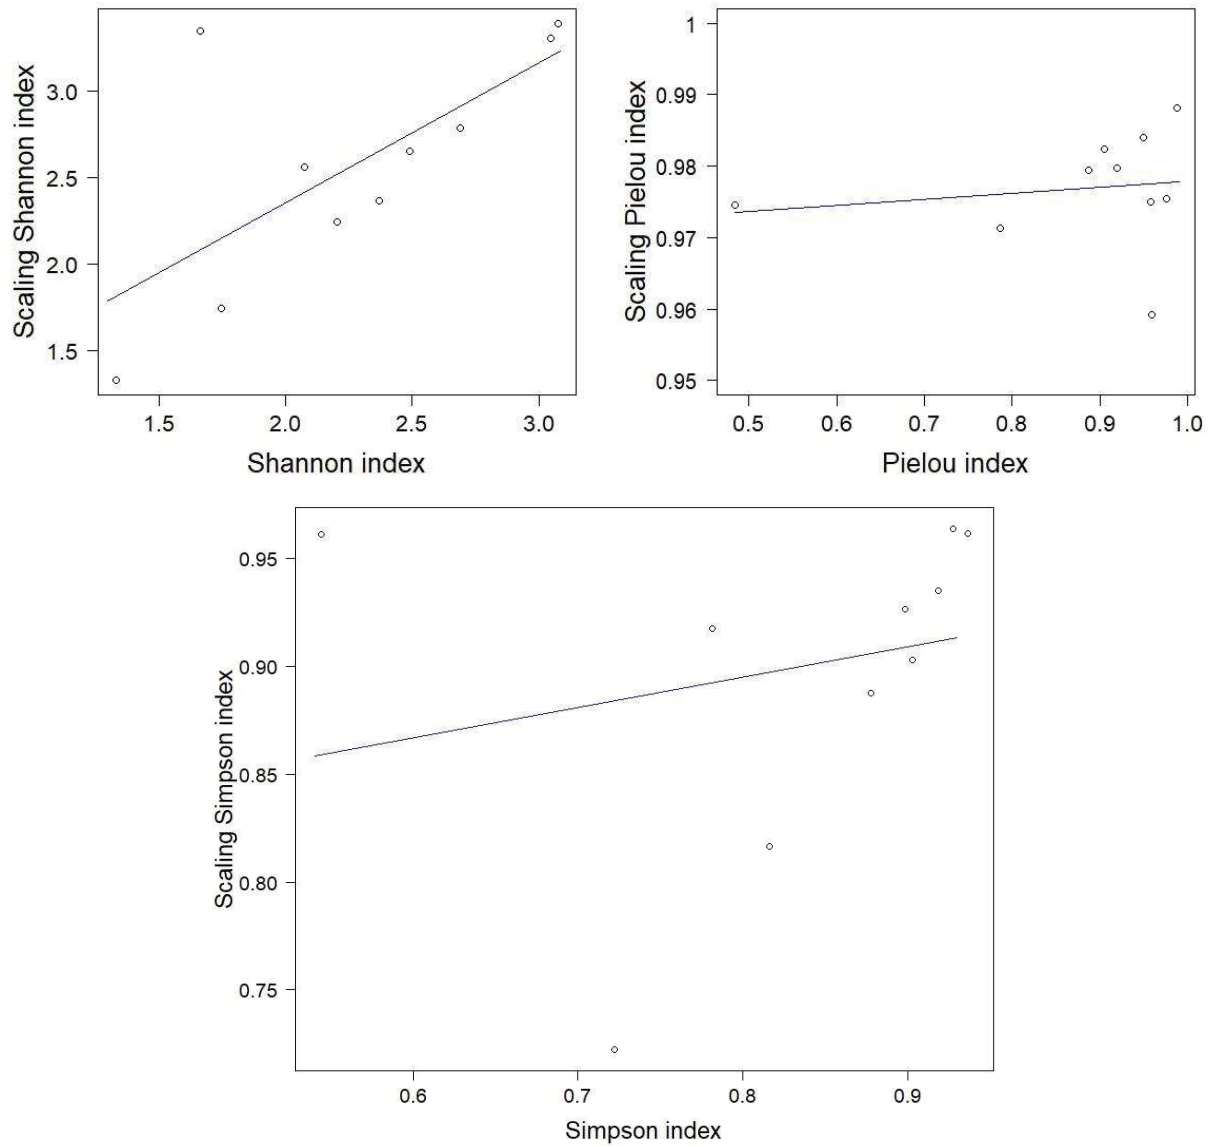 Scaling Shannon index
3.0
2.5
2.0
1.5
1.5 2.0 2.5 3.0
Shannon index
Scaling Pielou index
1
0.99
0.98
0.97
0.96
0.95
0.5 0.6 0.7 0.8 0.9 1.0
Pielou index
Scaling Simpson index
0.95
0.90
0.85
0.80
0.75
0.6 0.7 0.8 0.9
Simpson index